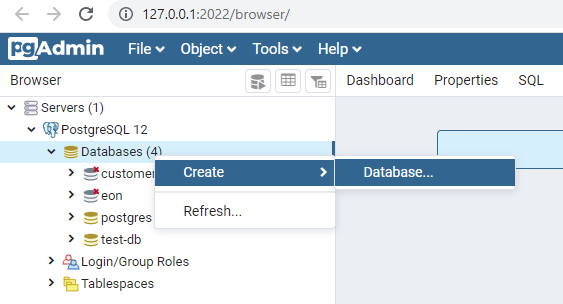 127.0.0.1:2022/browser/
pgAdmin File Object Tools Help
Browser Dashboard Properties SQL
Servers (1)
PostgreSQL 12
Databases (4)
custome Create Database...
eon
postgres Refresh...
test-db
Login/Group Roles
Tablespaces